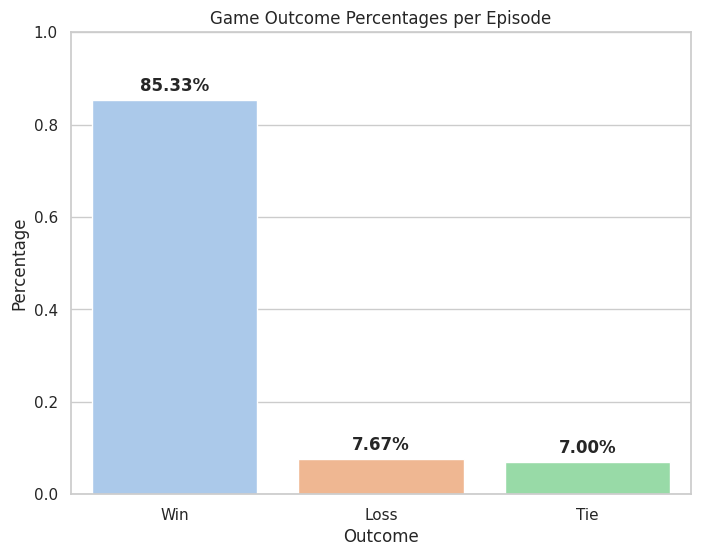 Game Outcome Percentages per Episode
1.0
0.8
0.6
0.4
0.2
0.0
Percentage
85.33%
7.67%
7.00%
Win
Loss
Tie
Outcome